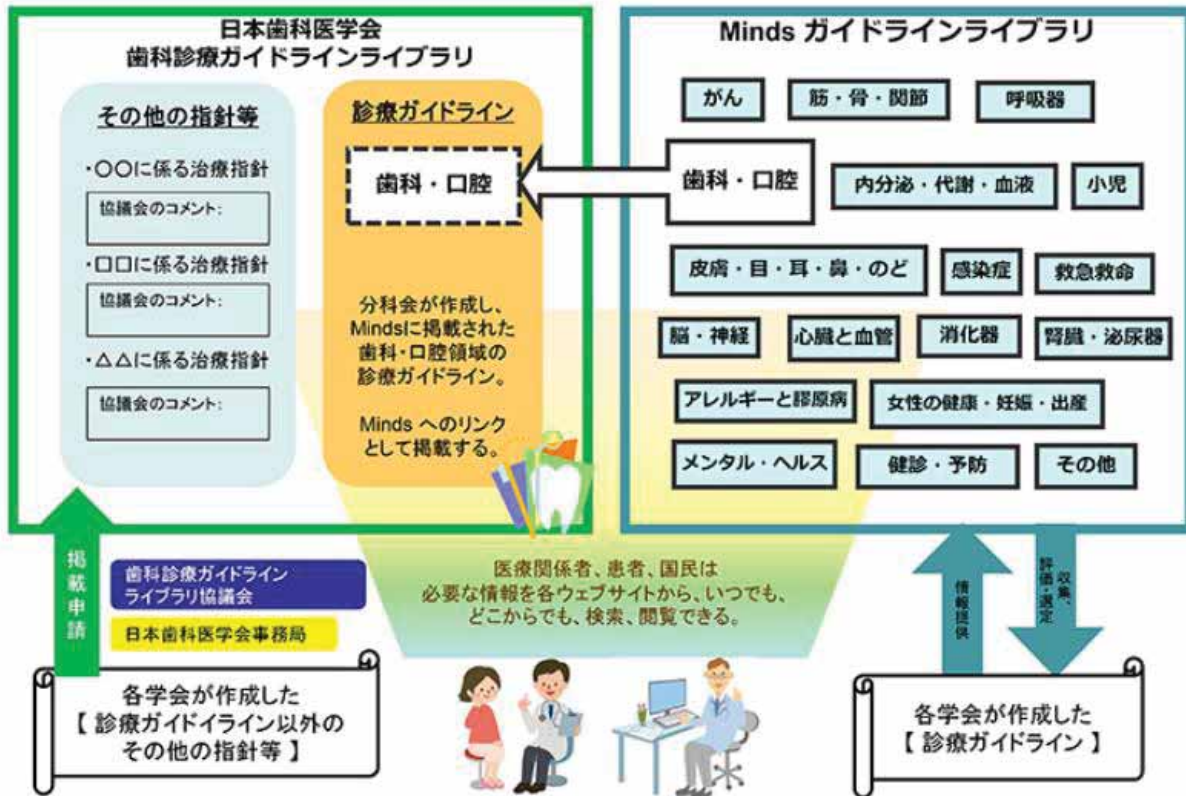 日本歯科医学会
歯科診療ガイドラインライブラリ
その他の指針等
・〇〇に係る治療指針
協議会のコメント:
・□□に係る治療指針
協議会のコメント:
・△△に係る治療指針
協議会のコメント:
診療ガイドライン
歯科・口腔
分科会が作成し、
Mindsに掲載された
歯科・口腔領域の
診療ガイドライン。
Minds へのリンク
として掲載する。
Minds ガイドラインライブラリ
がん
筋・骨・関節
呼吸器
歯科・口腔
内分泌・代謝・血液
小児
皮膚・目・耳・鼻・のど
感染症
救急救命
脳・神経
心臓と血管
消化器
腎臓・泌尿器
アレルギーと膠原病
女性の健康・妊娠・出産
メンタル・ヘルス
健診・予防
その他
掲載申請
歯科診療ガイドライン
ライブラリ協議会
日本歯科医学会事務局
医療関係者、患者、国民は
必要な情報を各ウェブサイトから、いつでも、
どこからでも、検索、閲覧できる。
情報提供
収集、
評価・選定
各学会が作成した
【 診療ガイドイライン以外の
その他の指針等 】
各学会が作成した
【 診療ガイドライン 】